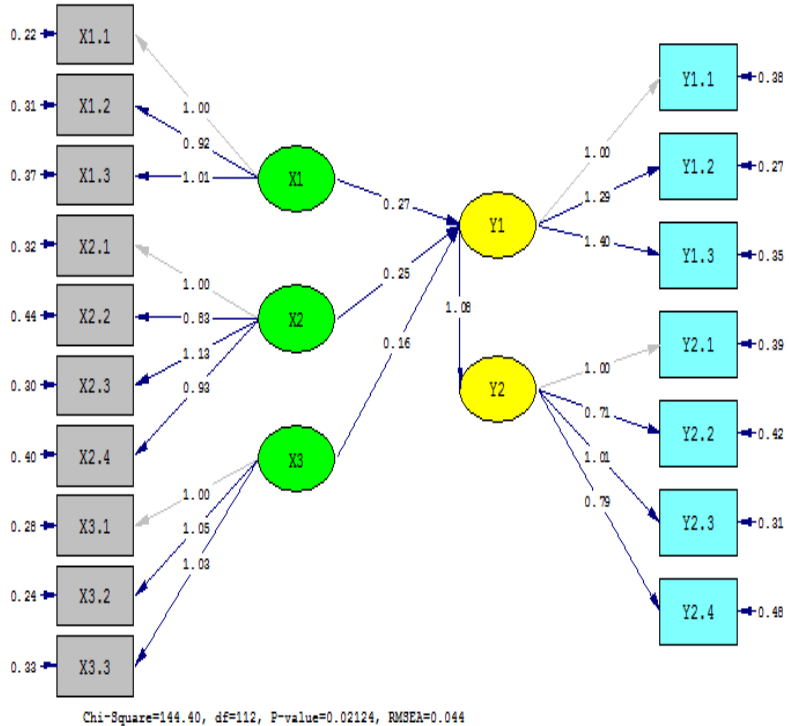 0.22 X1.1
0.31 X1.2
0.37 X1.3
0.32 X2.1
0.44 X2.2
0.30 X2.3
0.40 X2.4
0.28 X3.1
0.24 X3.2
0.33 X3.3
1.00
0.92
1.01
1.00
0.83
1.13
0.93
1.00
1.05
1.03
X1
X2
X3
0.27
0.25
0.16
Y1
1.08
Y2
1.00
1.29
1.40
1.00
0.71
1.01
0.79
Y1.1 0.38
Y1.2 0.27
Y1.3 0.35
Y2.1 0.39
Y2.2 0.42
Y2.3 0.31
Y2.4 0.48
Chi-Square=144.40, df=112, P-value=0.02124, RMSEA=0.044